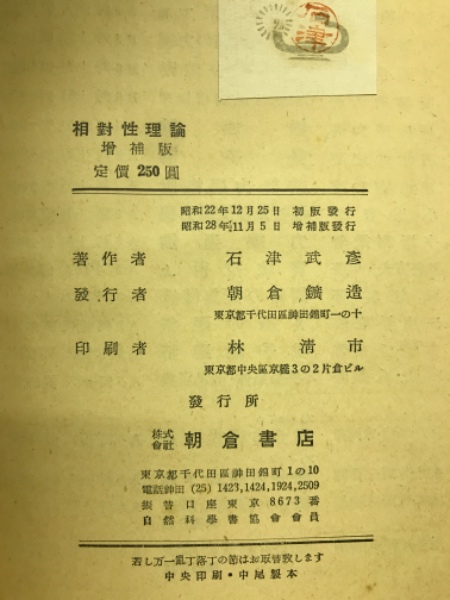 石津
相對性理論
增補版
定價 250 圓
昭和22年12月25日 初版發行
昭和28年11月5日 增補版發行
著作者 石津武彥
發行者 朝倉鑛造
東京都千代田區神田錦町一の十
印刷者 林清市
東京都中央區京橋3の2片倉ビル
發行所
株式會社 朝倉書店
東京都千代田區神田錦町1の10
電話神田 (25) 1423,1424,1924,2509
振替口座東京8673番
自然科學書協會會員
若し万一亂丁落丁の節はお取替致します
中央印刷・中尾製本